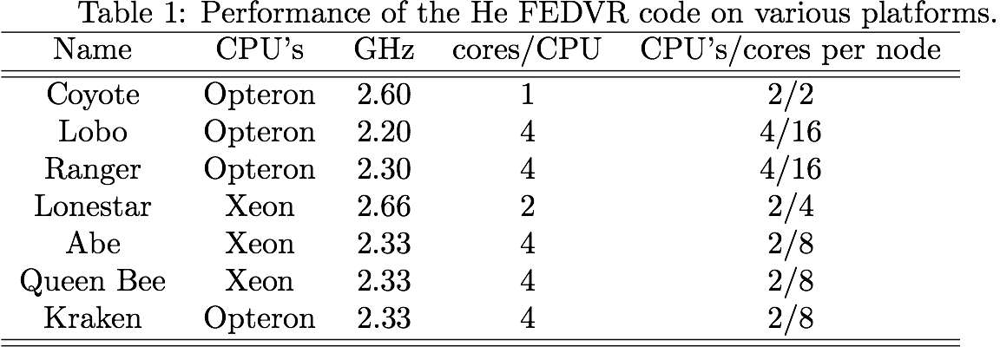 Table 1: Performance of the He FEDVR code on various platforms.
Name CPU's GHz cores/CPU CPU's/cores per node
Coyote Opteron 2.60 1 2/2
Lobo Opteron 2.20 4 4/16
Ranger Opteron 2.30 4 4/16
Lonestar Xeon 2.66 2 2/4
Abe Xeon 2.33 4 2/8
Queen Bee Xeon 2.33 4 2/8
Kraken Opteron 2.33 4 2/8